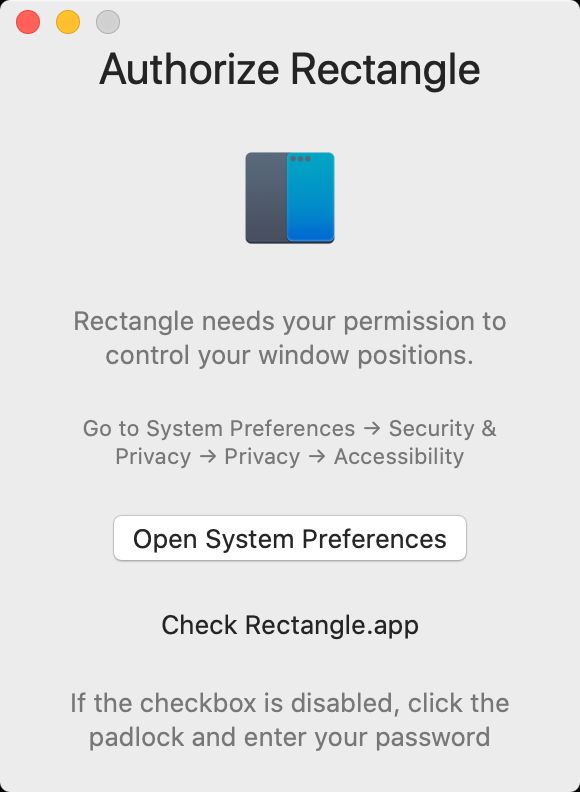 Authorize Rectangle
Rectangle needs your permission to
control your window positions.
Go to System Preferences → Security &
Privacy → Privacy → Accessibility
Open System Preferences
Check Rectangle.app
If the checkbox is disabled, click the
padlock and enter your password